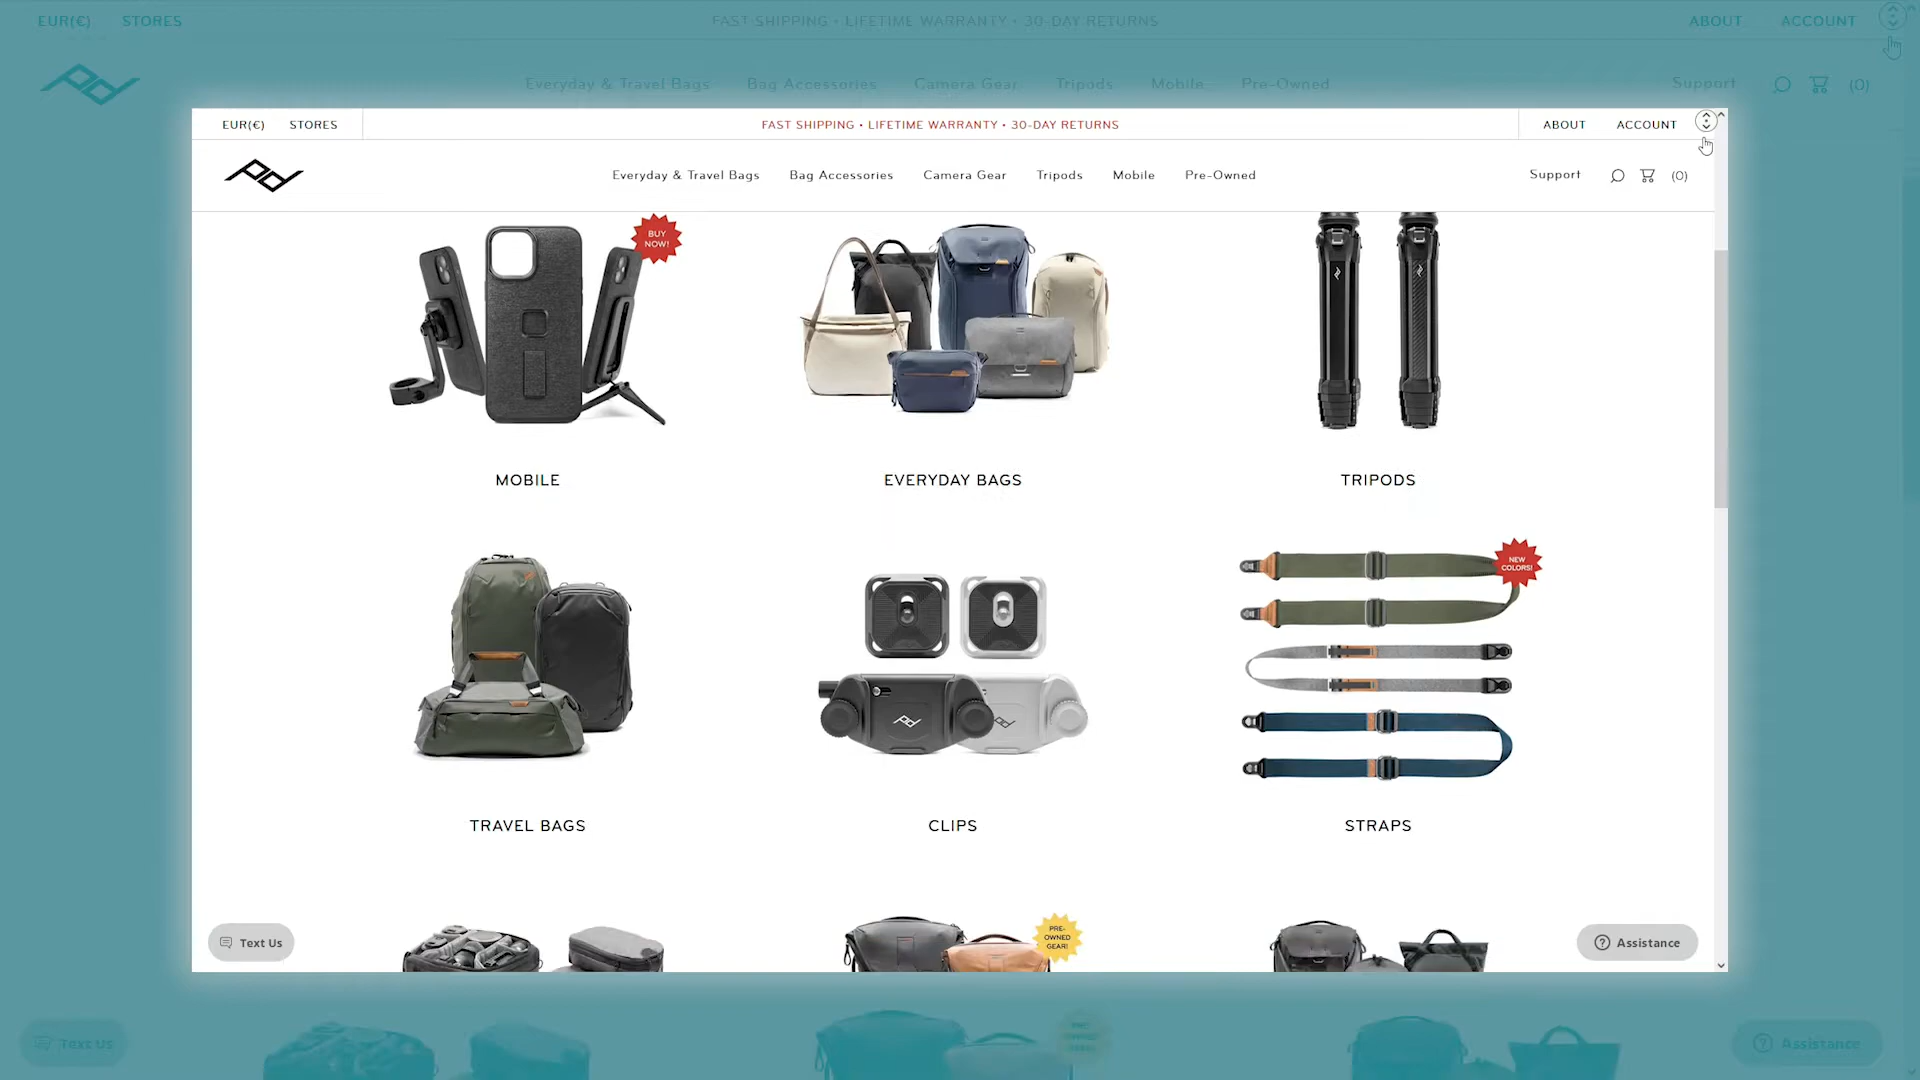 EUR(€) STORES FAST SHIPPING • LIFETIME WARRANTY • 30-DAY RETURNS ABOUT ACCOUNT
Everyday & Travel Bags Bag Accessories Camera Gear Tripods Mobile Pre-Owned Support (0)
EUR(€) STORES FAST SHIPPING • LIFETIME WARRANTY • 30-DAY RETURNS ABOUT ACCOUNT
Everyday & Travel Bags Bag Accessories Camera Gear Tripods Mobile Pre-Owned Support (0)
BUY
NOW!
MOBILE EVERYDAY BAGS TRIPODS
NEW
COLORS!
TRAVEL BAGS CLIPS STRAPS
PRE-
OWNED
GEAR!
Text Us Assistance
Text Us Assistance